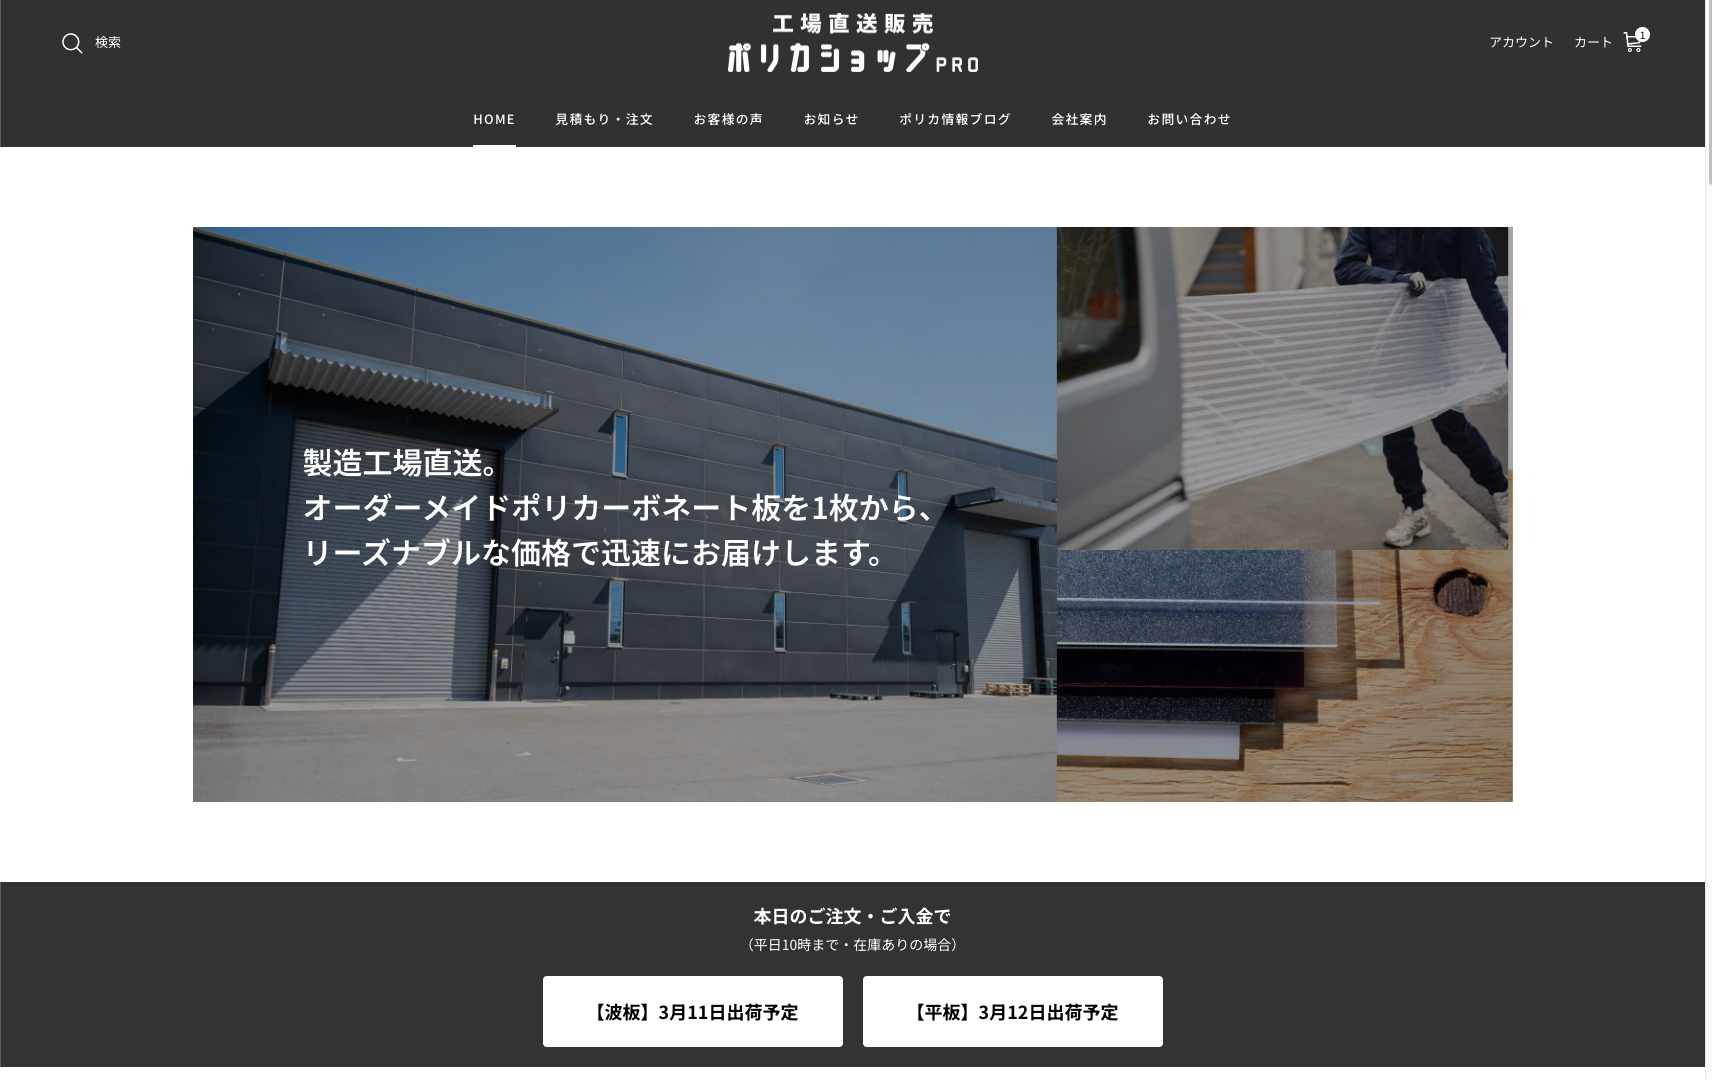 検索
工場直送販売
ポリカショップPRO
アカウント
カート
1
HOME
見積もり・注文
お客様の声
お知らせ
ポリカ情報ブログ
会社案内
お問い合わせ
製造工場直送。
オーダーメイドポリカーボネート板を1枚から、
リーズナブルな価格で迅速にお届けします。
本日のご注文・ご入金で
（平日10時まで・在庫ありの場合）
【波板】3月11日出荷予定
【平板】3月12日出荷予定